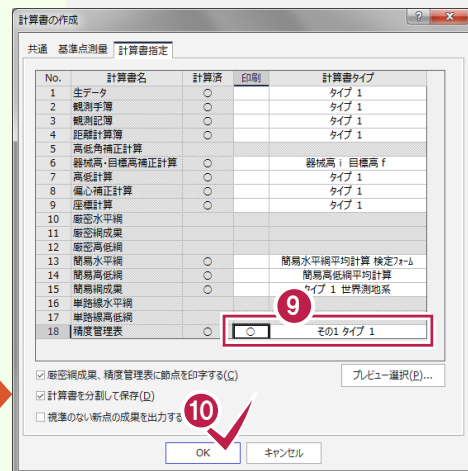 計算書の作成
共通 基準点測量 計算書指定
No. 計算書名 計算済 印刷 計算書タイプ
1 生データ ○ タイプ 1
2 観測手簿 ○ タイプ 1
3 観測記簿 ○ タイプ 1
4 距離計算簿 ○ タイプ 1
5 高低角補正計算
6 器械高・目標高補正計算 ○ 器械高 i 目標高 f
7 高低計算 ○ タイプ 1
8 偏心補正計算 ○ タイプ 1
9 座標計算 ○ タイプ 1
10 厳密水平網
11 厳密網成果
12 厳密高低網
13 簡易水平網 ○ 簡易水平網平均計算 検定フォーム
14 簡易高低網 ○ 簡易高低網平均計算
15 簡易網成果 ○ タイプ 1 世界測地系
16 単路線水平網
17 単路線高低網
9
18 精度管理表 ○ ○ その1 タイプ 1
厳密網成果、精度管理表に節点を印字する(C) プレビュー選択(P)...
計算書を分割して保存(D)
視準のない新点の成果を出力する
10
OK キャンセル